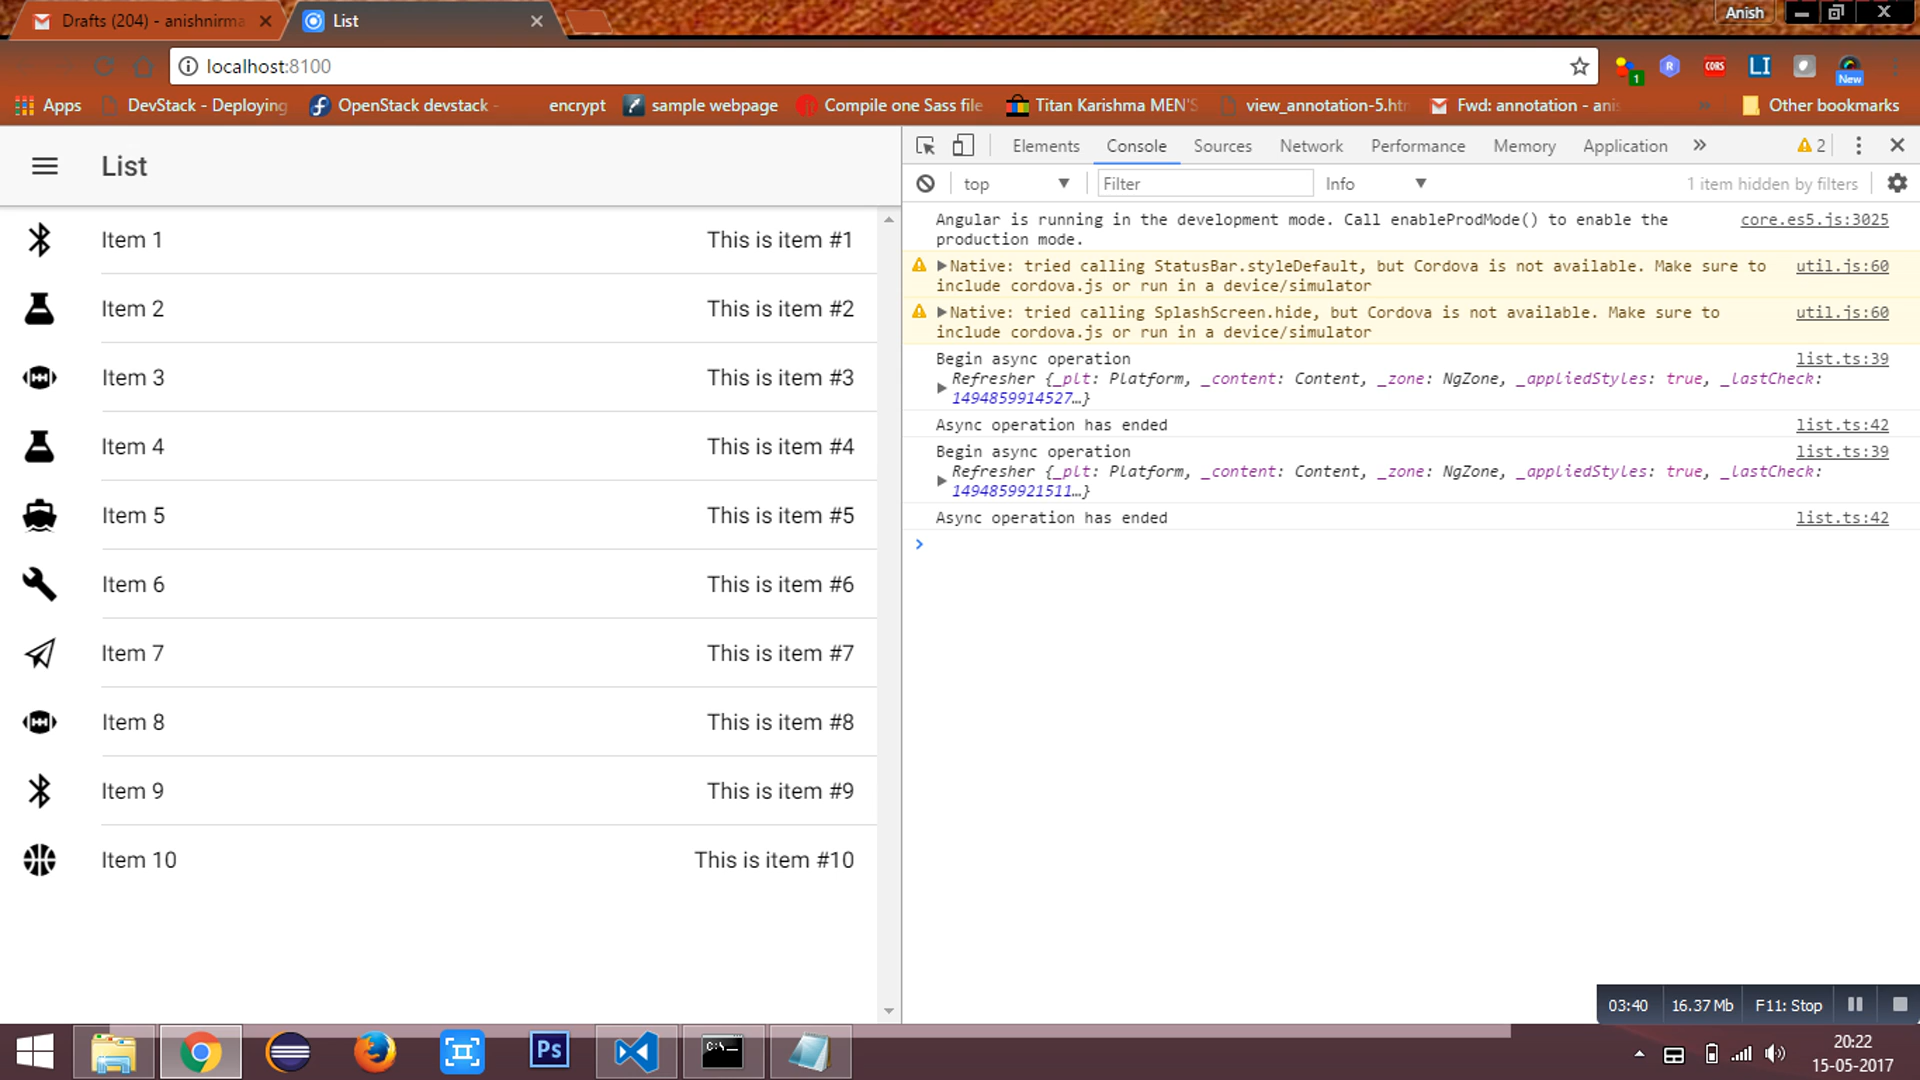 Drafts (204) - anishnirma
List
Anish
localhost:8100
1
CORS
LI
New
Apps
DevStack - Deploying
OpenStack devstack -
encrypt
sample webpage
Compile one Sass file
Titan Karishma MEN'S
view_annotation-5.htm
Fwd: annotation - anis
»
Other bookmarks
List
Item 1 This is item #1
Item 2 This is item #2
Item 3 This is item #3
Item 4 This is item #4
Item 5 This is item #5
Item 6 This is item #6
Item 7 This is item #7
Item 8 This is item #8
Item 9 This is item #9
Item 10 This is item #10
Elements Console Sources Network Performance Memory Application » 2
top Filter Info 1 item hidden by filters
Angular is running in the development mode. Call enableProdMode() to enable the core.es5.js:3025
production mode.
Native: tried calling StatusBar.styleDefault, but Cordova is not available. Make sure to util.js:60
include cordova.js or run in a device/simulator
Native: tried calling SplashScreen.hide, but Cordova is not available. Make sure to util.js:60
include cordova.js or run in a device/simulator
Begin async operation list.ts:39
Refresher {_plt: Platform, _content: Content, _zone: NgZone, _appliedStyles: true, _lastCheck:
1494859914527…}
Async operation has ended list.ts:42
Begin async operation list.ts:39
Refresher {_plt: Platform, _content: Content, _zone: NgZone, _appliedStyles: true, _lastCheck:
1494859921511…}
Async operation has ended list.ts:42
03:40 16.37 Mb F11: Stop
Ps
C:\.
20:22
15-05-2017